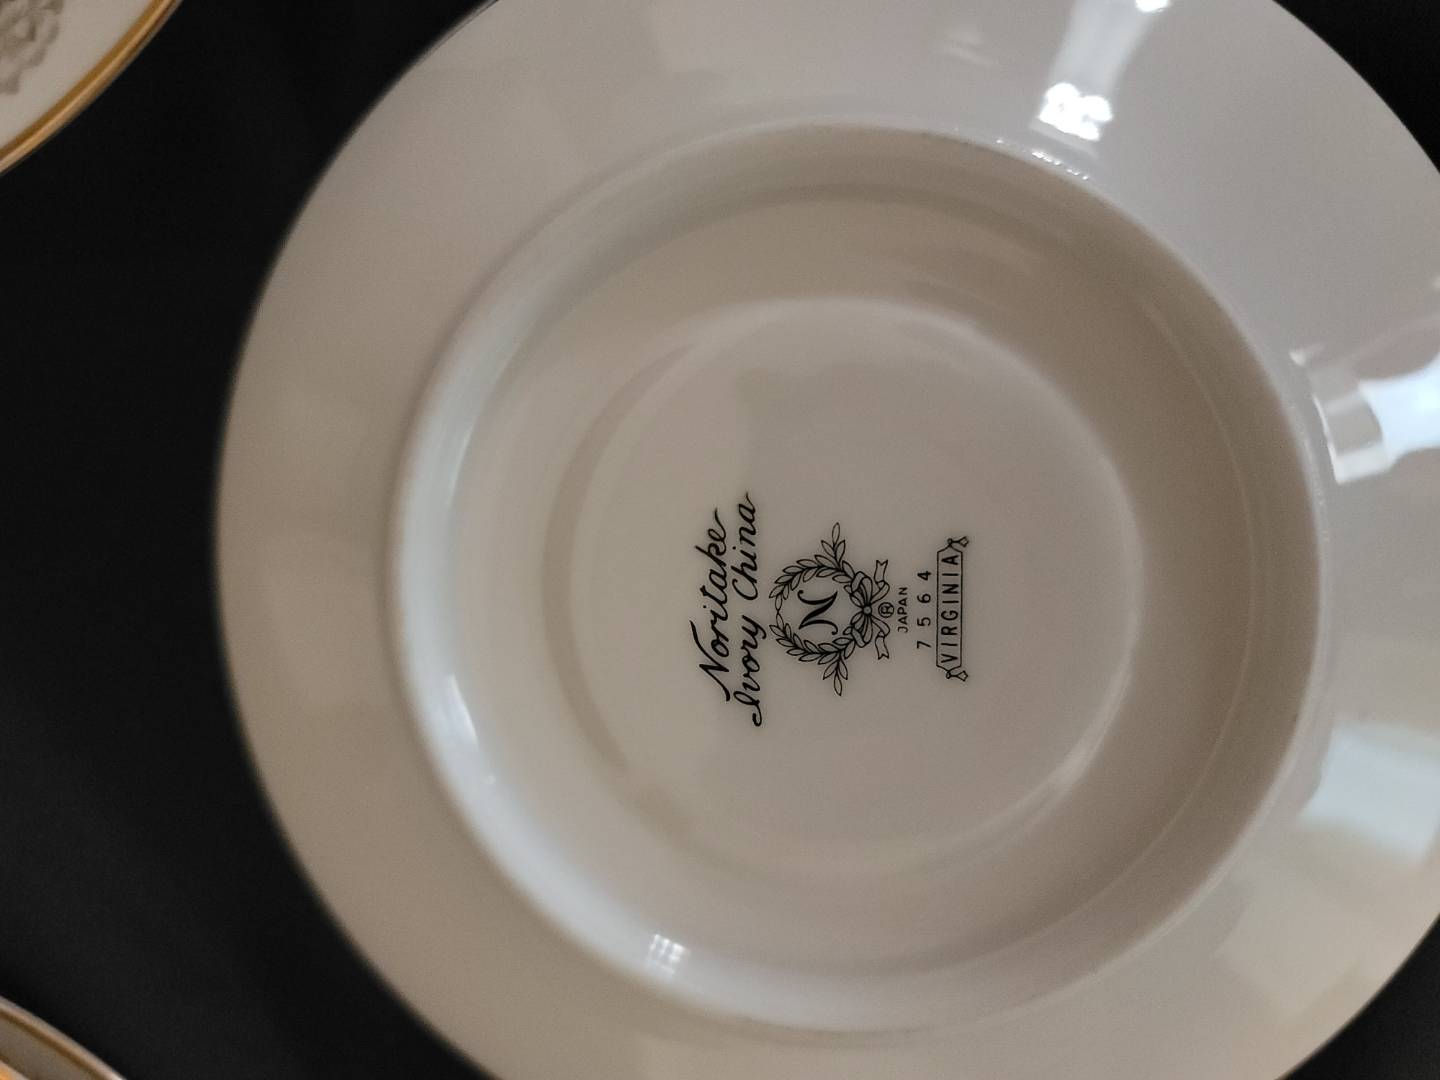 Noritake
Ivory China
N
®
JAPAN
7564
VIRGINIA